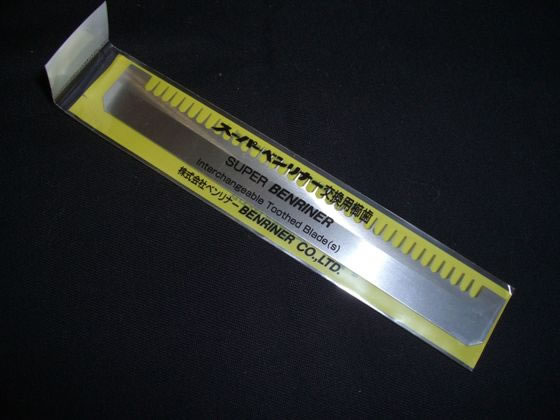 スーパーベンリナー交換用櫛歯
SUPER BENRINER
Interchangeable Toothed Blade(s)
株式会社ベンリナー BENRINER CO.,LTD.